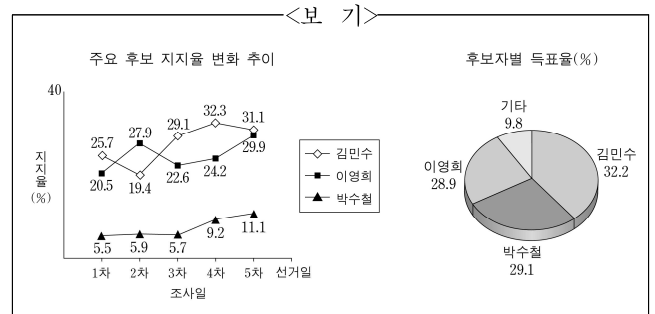 <보 기>
주요 후보 지지율 변화 추이
40
지지율
(%)
25.7 27.9 29.1 32.3 31.1
20.5 19.4 22.6 24.2 29.9
5.5 5.9 5.7 9.2 11.1
1차 2차 3차 4차 5차 선거일
조사일
김민수
이영희
박수철
후보자별 득표율(%)
기타
9.8
김민수
32.2
이영희
28.9
박수철
29.1